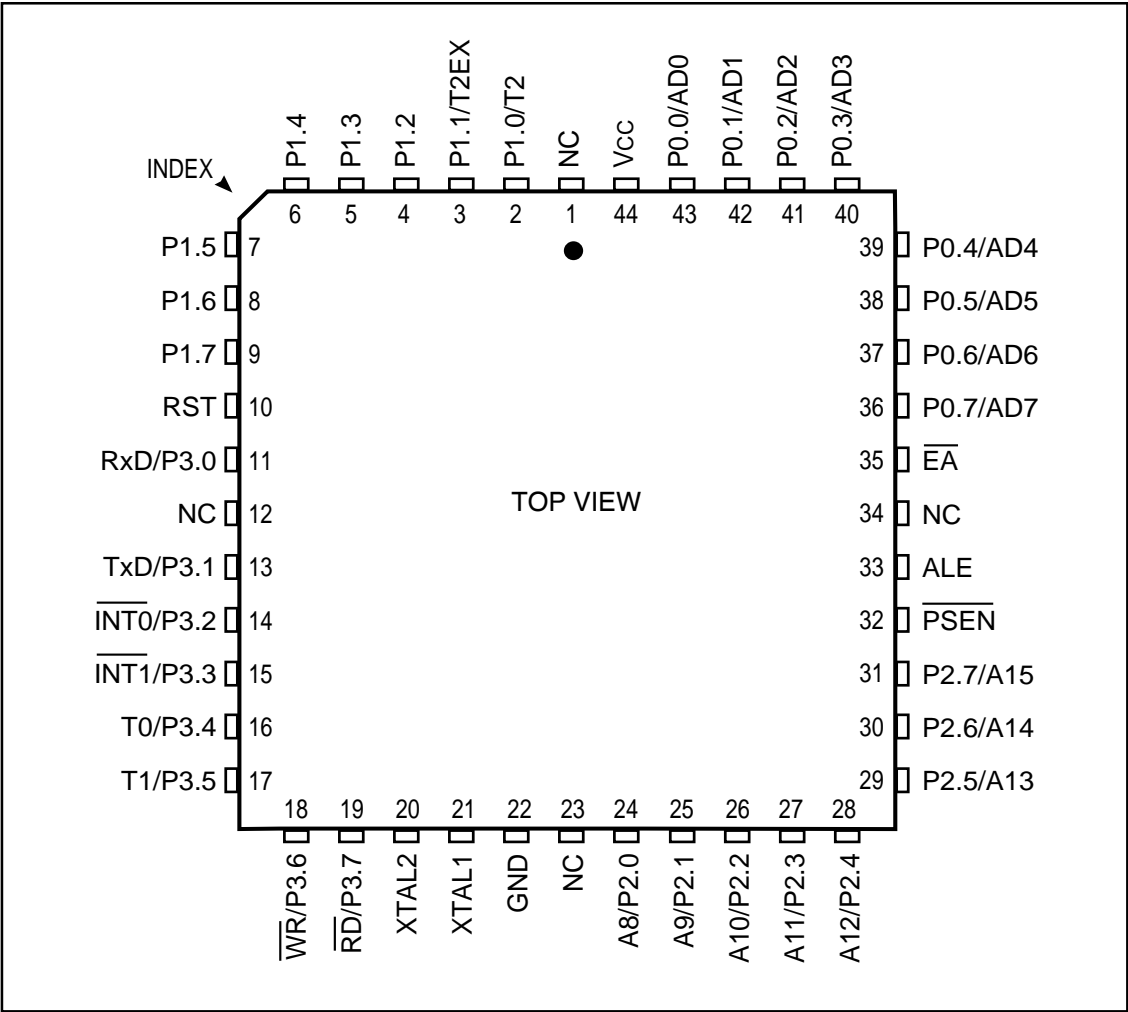 P1.4
P1.3
P1.2
P1.1/T2EX
P1.0/T2
NC
VCC
P0.0/AD0
P0.1/AD1
P0.2/AD2
P0.3/AD3
INDEX
6 5 4 3 2 1 44 43 42 41 40
P1.5 7 39 P0.4/AD4
P1.6 8 38 P0.5/AD5
P1.7 9 37 P0.6/AD6
RST 10 36 P0.7/AD7
RxD/P3.0 11 35 E̅A̅
TOP VIEW
NC 12 34 NC
TxD/P3.1 13 33 ALE
I̅N̅T̅0̅/P3.2 14 32 P̅S̅E̅N̅
I̅N̅T̅1̅/P3.3 15 31 P2.7/A15
T0/P3.4 16 30 P2.6/A14
T1/P3.5 17 29 P2.5/A13
18 19 20 21 22 23 24 25 26 27 28
W̅R̅/P3.6
R̅D̅/P3.7
XTAL2
XTAL1
GND
NC
A8/P2.0
A9/P2.1
A10/P2.2
A11/P2.3
A12/P2.4